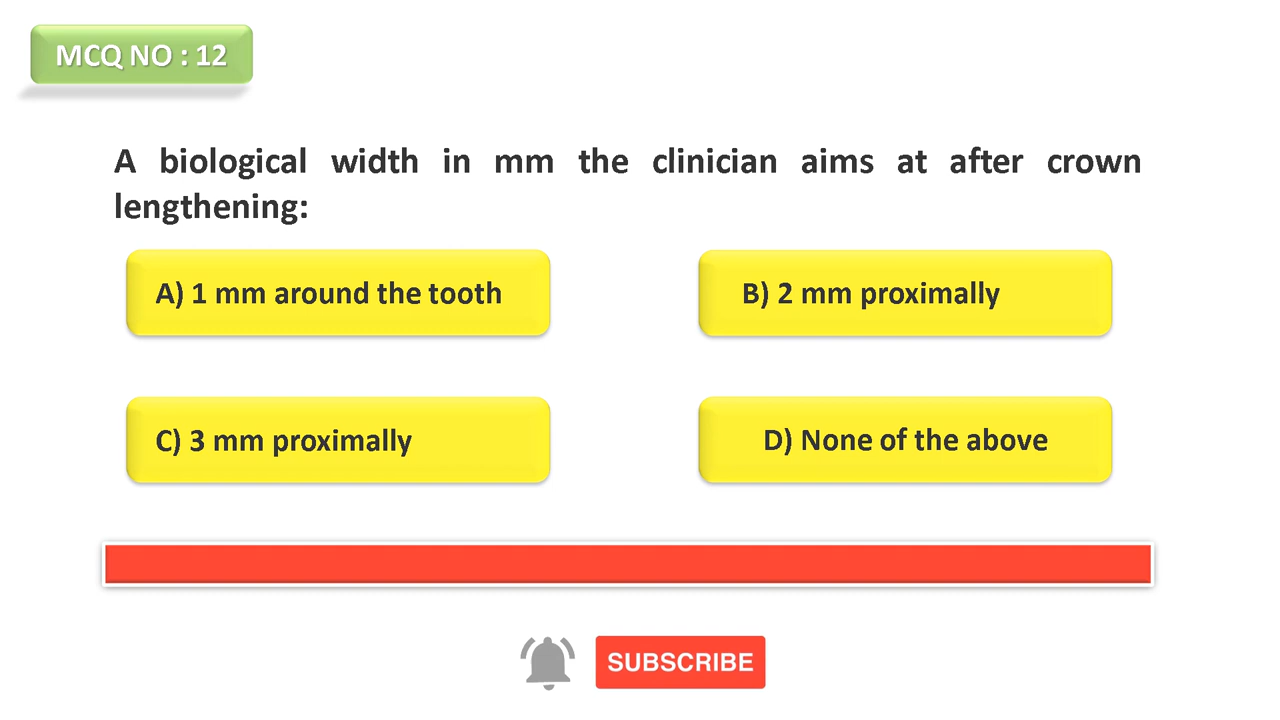 MCQ NO : 12
A biological width in mm the clinician aims at after crown
lengthening:
A) 1 mm around the tooth
B) 2 mm proximally
C) 3 mm proximally
D) None of the above
SUBSCRIBE